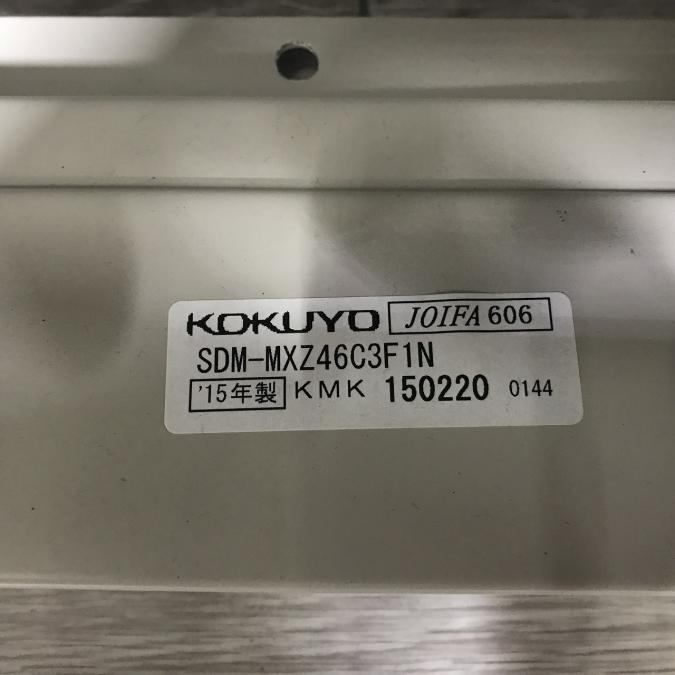 KOKUYO JOIFA 606
SDM-MXZ46C3F1N
'15年製 KMK 150220 0144